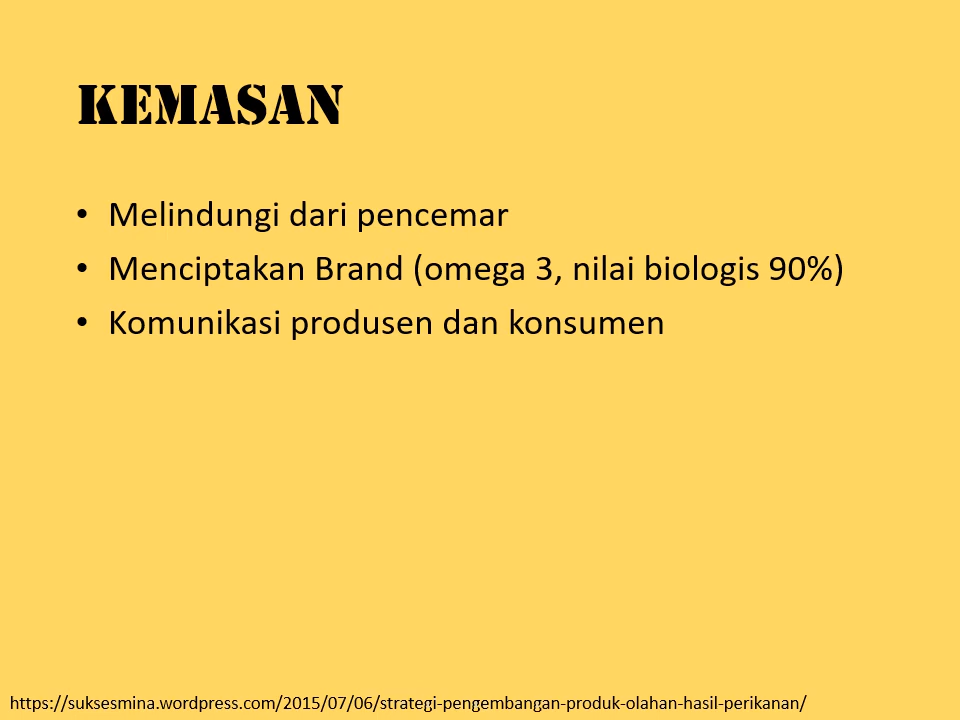 KEMASAN
• Melindungi dari pencemar
• Menciptakan Brand (omega 3, nilai biologis 90%)
• Komunikasi produsen dan konsumen
https://suksesmina.wordpress.com/2015/07/06/strategi-pengembangan-produk-olahan-hasil-perikanan/